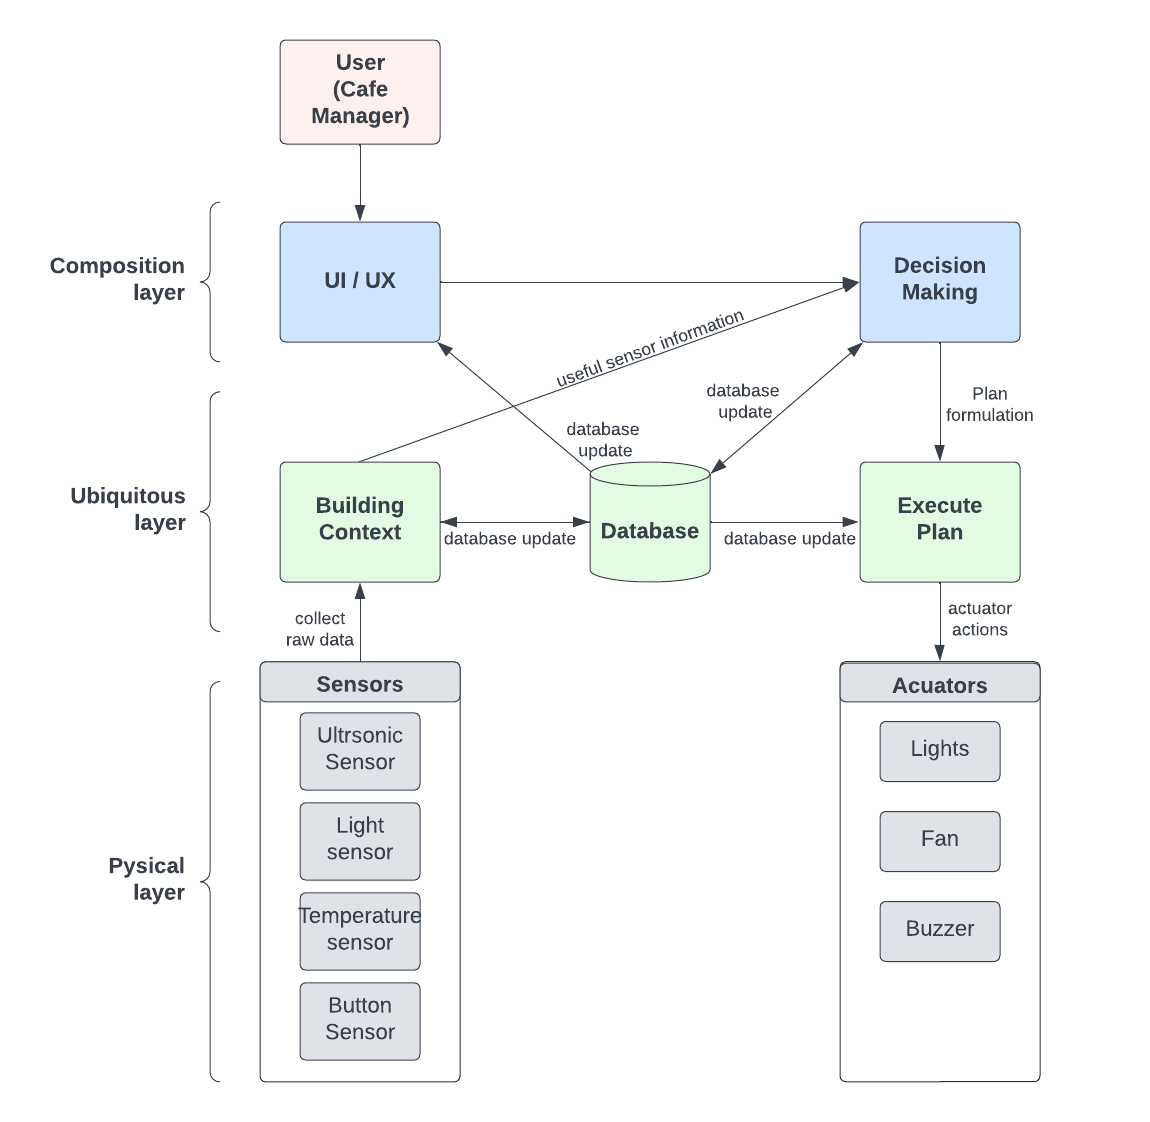 User
(Cafe
Manager)
Composition
layer
UI / UX
Decision
Making
useful sensor information
database
update
database
update
Plan
formulation
Ubiquitous
layer
Building
Context
database update
Database
database update
Execute
Plan
collect
raw data
actuator
actions
Pysical
layer
Sensors
Ultrsonic
Sensor
Light
sensor
Temperature
sensor
Button
Sensor
Acuators
Lights
Fan
Buzzer